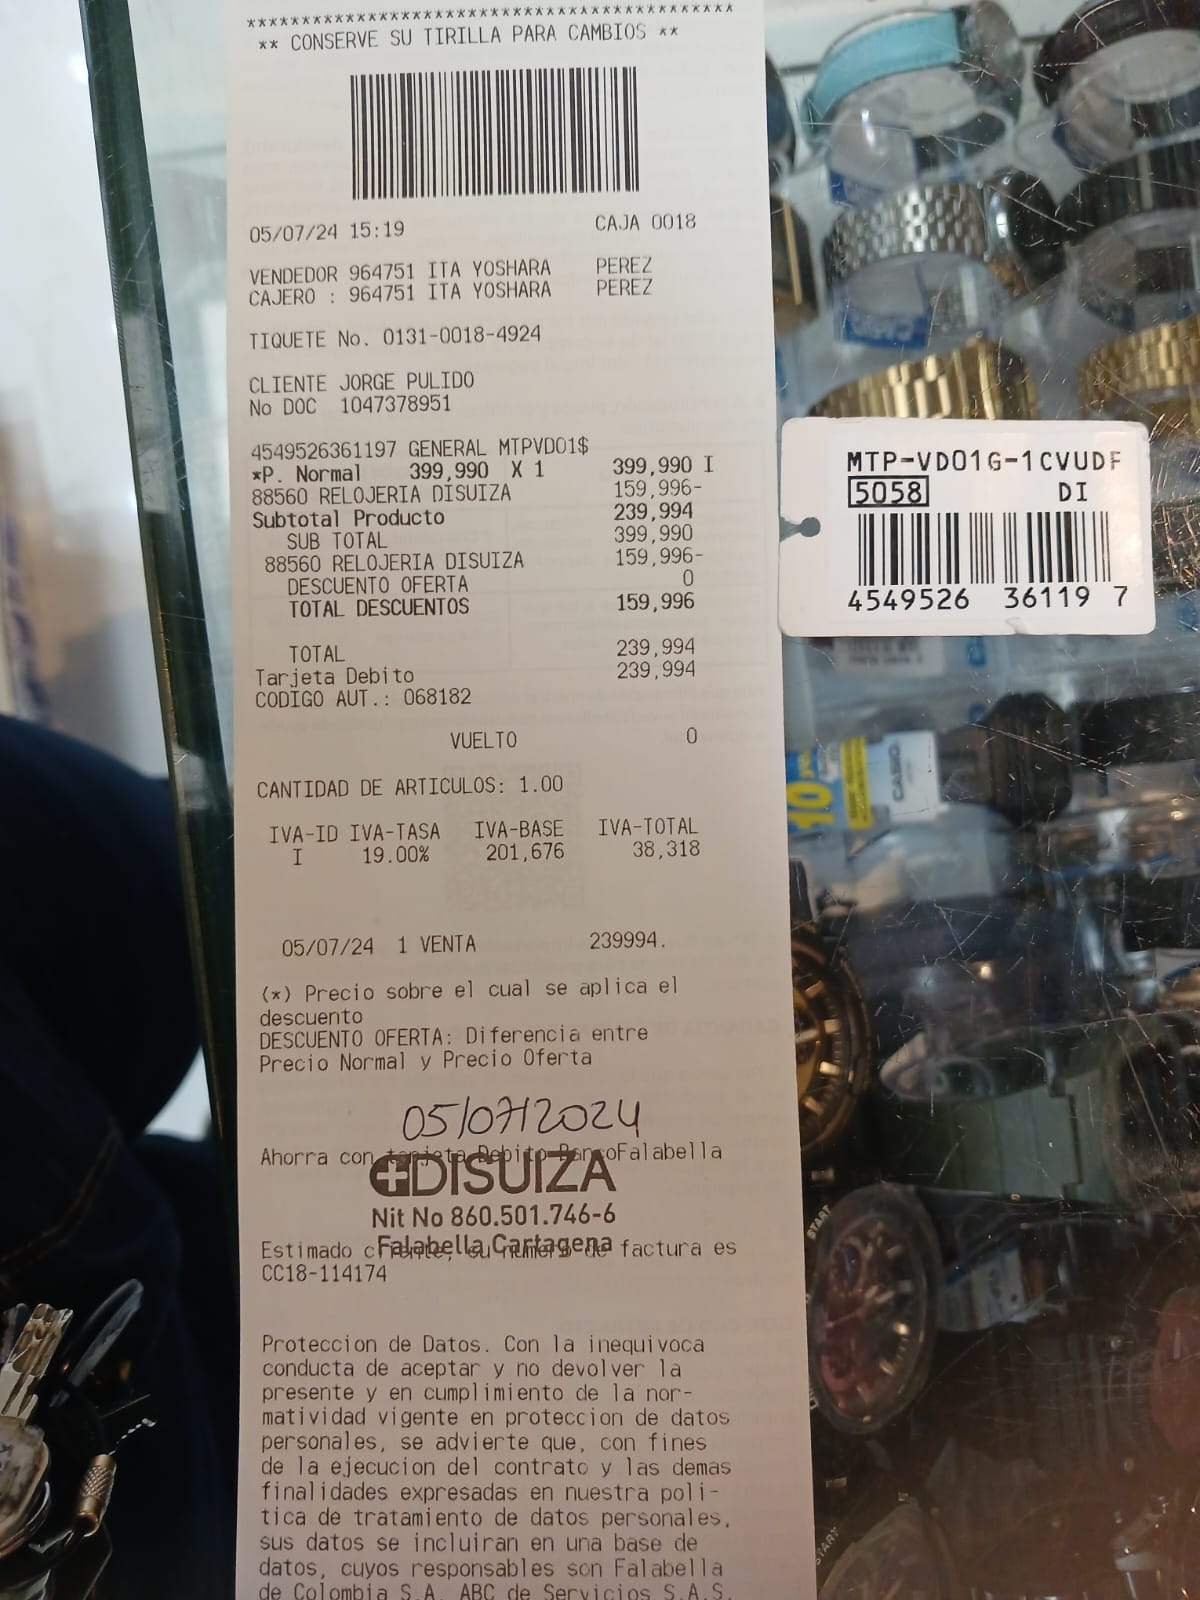 ****************************************
** CONSERVE SU TIRILLA PARA CAMBIOS **
05/07/24 15:19 CAJA 0018
VENDEDOR 964751 ITA YOSHARA PEREZ
CAJERO : 964751 ITA YOSHARA PEREZ
TIQUETE No. 0131-0018-4924
CLIENTE JORGE PULIDO
No DOC 1047378951
4549526361197 GENERAL MTPVD01$
*P. Normal 399,990 X 1 399,990 I
88560 RELOJERIA DISUIZA 159,996-
Subtotal Producto 239,994
SUB TOTAL 399,990
88560 RELOJERIA DISUIZA 159,996-
DESCUENTO OFERTA 0
TOTAL DESCUENTOS 159,996
TOTAL 239,994
Tarjeta Debito 239,994
CODIGO AUT.: 068182
VUELTO 0
CANTIDAD DE ARTICULOS: 1.00
IVA-ID IVA-TASA IVA-BASE IVA-TOTAL
I 19.00% 201,676 38,318
05/07/24 1 VENTA 239994.
(*) Precio sobre el cual se aplica el
descuento
DESCUENTO OFERTA: Diferencia entre
Precio Normal y Precio Oferta
05/07/2024
Ahorra con tarjeta Debito BancoFalabella
DISUIZA
Nit No 860.501.746-6
Falabella Cartagena
Estimado cliente, su numero de factura es
CC18-114174
Proteccion de Datos. Con la inequivoca
conducta de aceptar y no devolver la
presente y en cumplimiento de la nor-
matividad vigente en proteccion de datos
personales, se advierte que, con fines
de la ejecucion del contrato y las demas
finalidades expresadas en nuestra poli-
tica de tratamiento de datos personales,
sus datos se incluiran en una base de
datos, cuyos responsables son Falabella
de Colombia S.A. ABC de Servicios S.A.S.
MTP-VD01G-1CVUDF
5058 DI
4549526 36119 7
10
CASIO
START
START